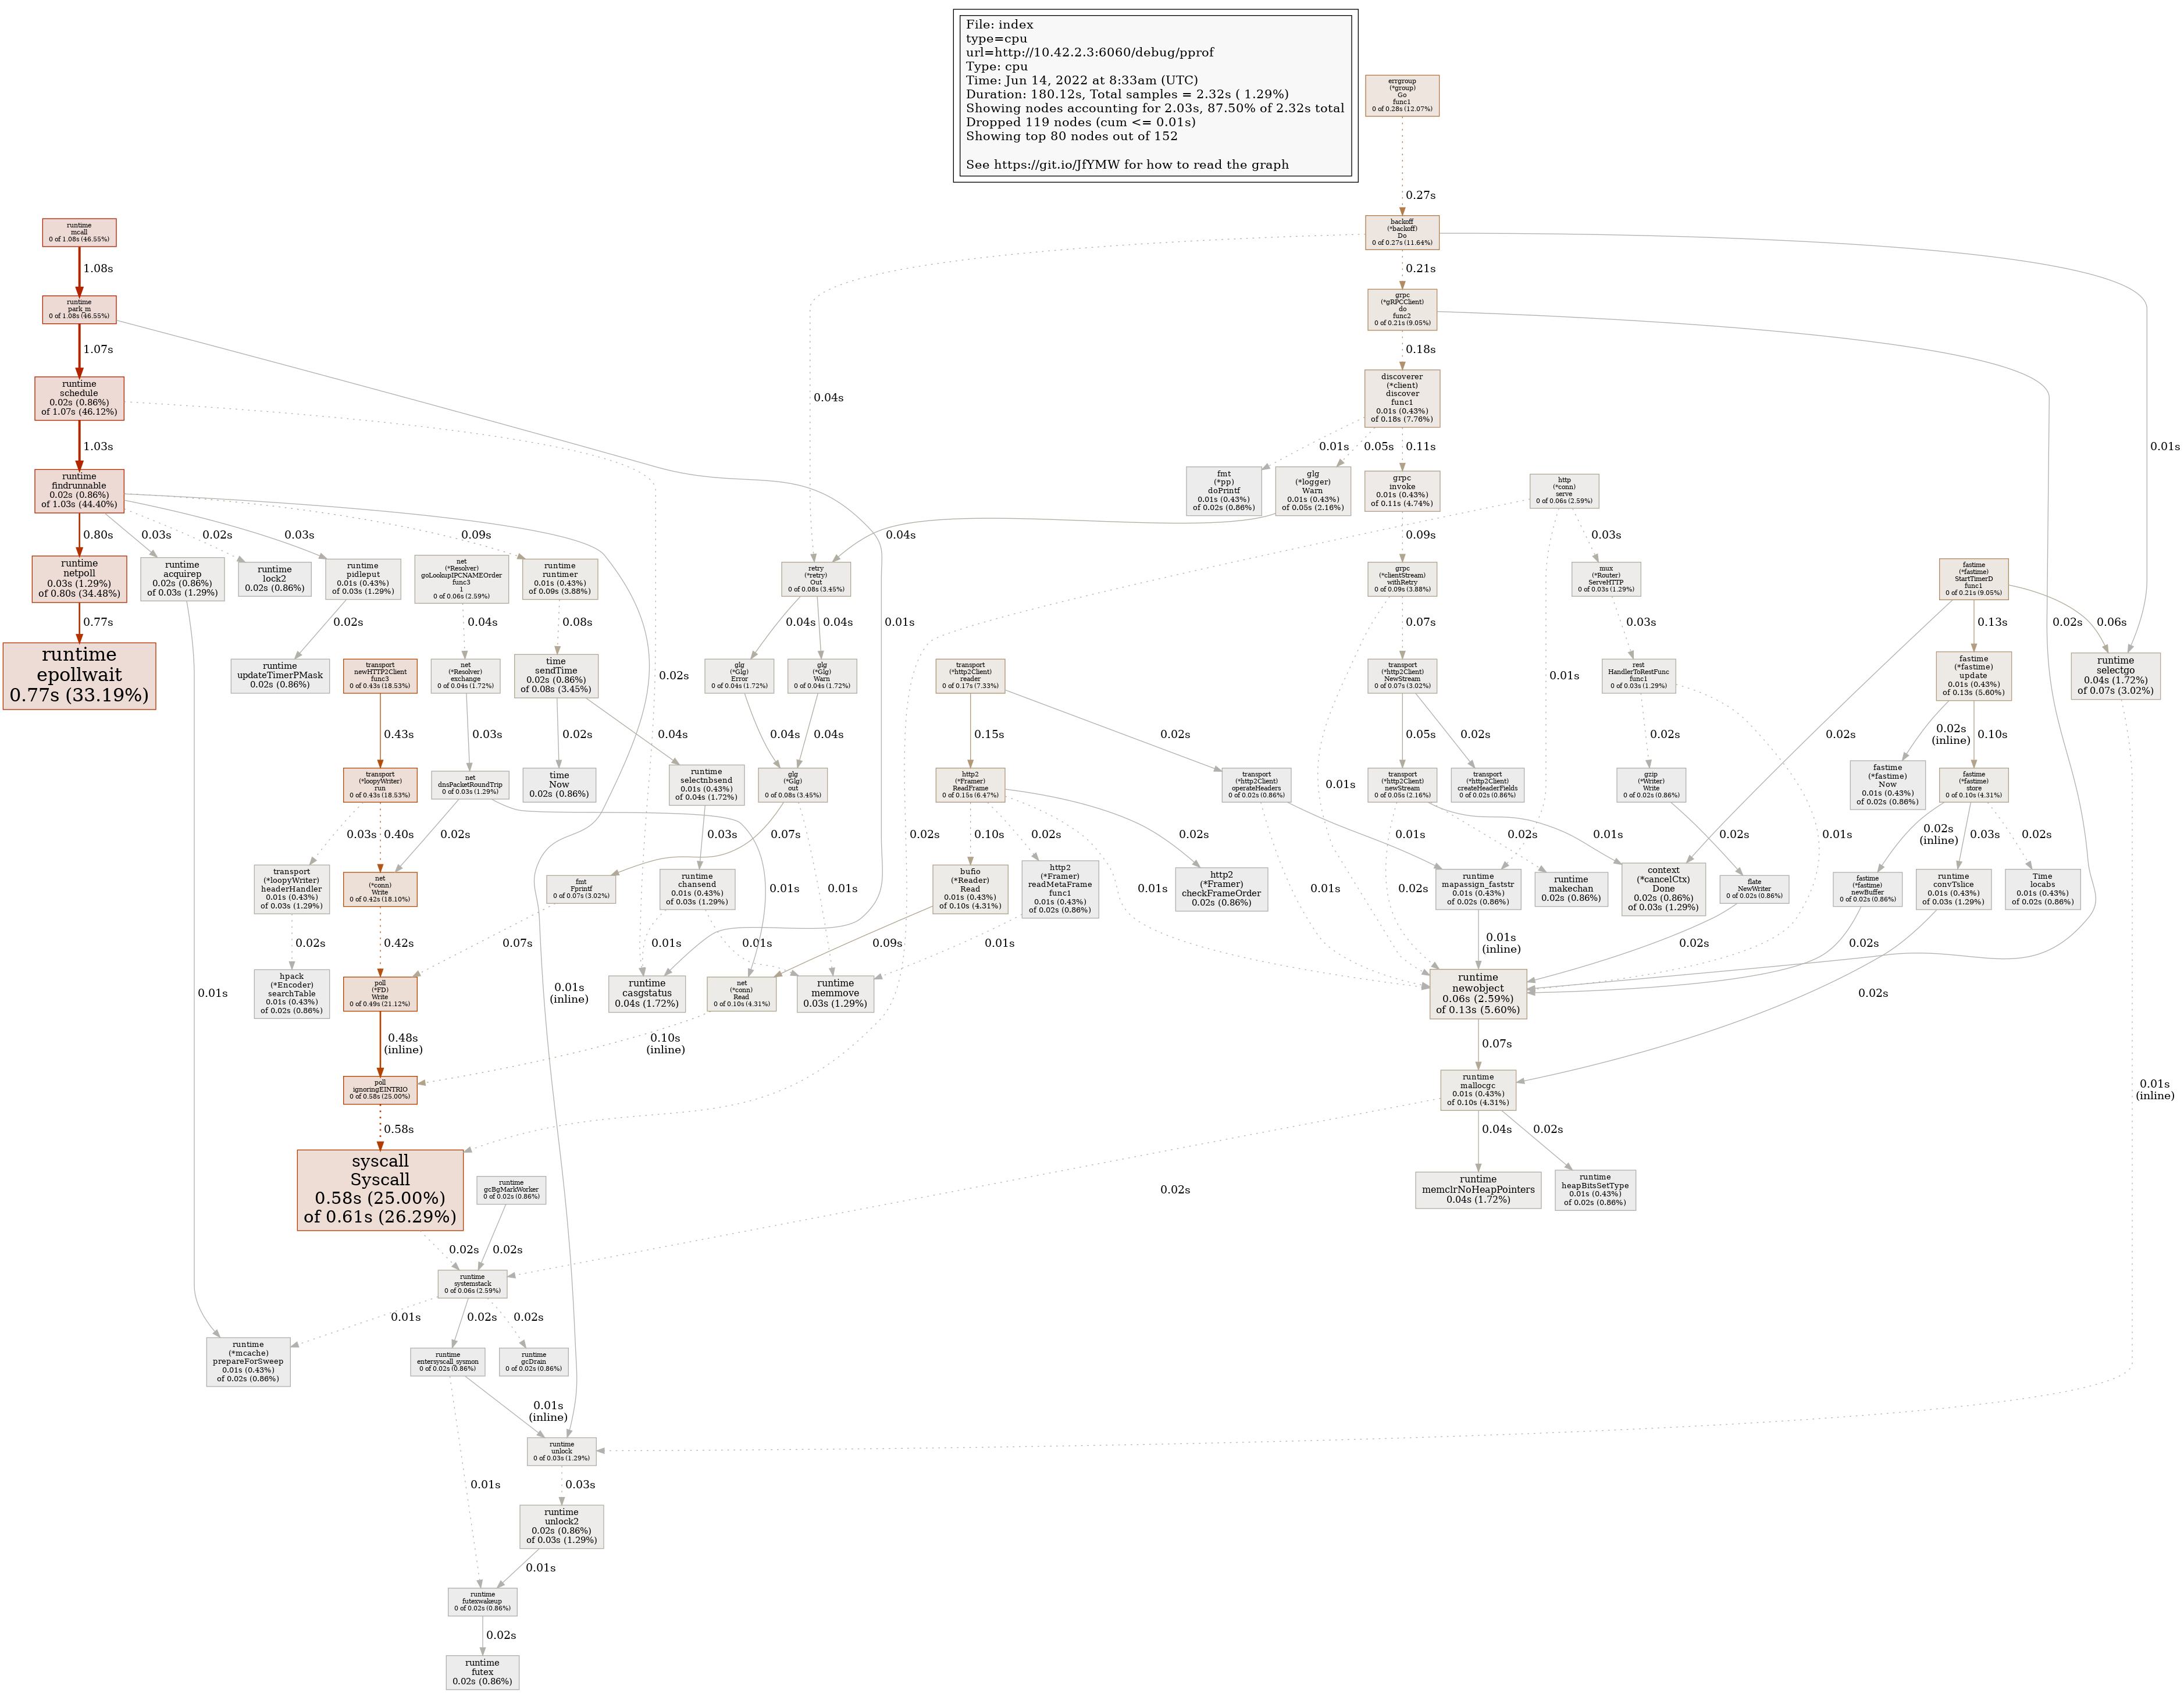 File: index
type=cpu
url=http://10.42.2.3:6060/debug/pprof
Type: cpu
Time: Jun 14, 2022 at 8:33am (UTC)
Duration: 180.12s, Total samples = 2.32s ( 1.29%)
Showing nodes accounting for 2.03s, 87.50% of 2.32s total
Dropped 119 nodes (cum <= 0.01s)
Showing top 80 nodes out of 152
See https://git.io/JfYMW for how to read the graph
errgroup
(*group)
Go
func1
0 of 0.28s (12.07%)
0.27s
runtime
mcall
0 of 1.08s (46.55%)
backoff
(*backoff)
Do
0 of 0.27s (11.64%)
1.08s
0.21s
runtime
park_m
0 of 1.08s (46.55%)
grpc
(*gRPCClient)
do
func2
0 of 0.21s (9.05%)
1.07s
0.18s
runtime
schedule
0.02s (0.86%)
of 1.07s (46.12%)
0.04s
discoverer
(*client)
discover
func1
0.01s (0.43%)
of 0.18s (7.76%)
1.03s
0.01s
0.05s
0.11s
0.01s
runtime
findrunnable
0.02s (0.86%)
of 1.03s (44.40%)
fmt
(*pp)
doPrintf
0.01s (0.43%)
of 0.02s (0.86%)
glg
(*logger)
Warn
0.01s (0.43%)
of 0.05s (2.16%)
grpc
invoke
0.01s (0.43%)
of 0.11s (4.74%)
http
(*conn)
serve
0 of 0.06s (2.59%)
0.80s
0.03s
0.02s
0.03s
0.09s
0.04s
0.09s
0.03s
runtime
netpoll
0.03s (1.29%)
of 0.80s (34.48%)
runtime
acquirep
0.02s (0.86%)
of 0.03s (1.29%)
runtime
lock2
0.02s (0.86%)
runtime
pidleput
0.01s (0.43%)
of 0.03s (1.29%)
net
(*Resolver)
goLookupIPCNAMEOrder
func3
1
0 of 0.06s (2.59%)
runtime
runtimer
0.01s (0.43%)
of 0.09s (3.88%)
retry
(*retry)
Out
0 of 0.08s (3.45%)
grpc
(*clientStream)
withRetry
0 of 0.09s (3.88%)
mux
(*Router)
ServeHTTP
0 of 0.03s (1.29%)
fastime
(*fastime)
StartTimerD
func1
0 of 0.21s (9.05%)
0.77s
0.02s
0.04s
0.08s
0.04s
0.04s
0.01s
0.07s
0.03s
0.02s
0.13s
0.06s
runtime
epollwait
0.77s (33.19%)
runtime
updateTimerPMask
0.02s (0.86%)
transport
newHTTP2Client
func3
0 of 0.43s (18.53%)
net
(*Resolver)
exchange
0 of 0.04s (1.72%)
time
sendTime
0.02s (0.86%)
of 0.08s (3.45%)
0.02s
glg
(*Glg)
Error
0 of 0.04s (1.72%)
glg
(*Glg)
Warn
0 of 0.04s (1.72%)
transport
(*http2Client)
reader
0 of 0.17s (7.33%)
transport
(*http2Client)
NewStream
0 of 0.07s (3.02%)
0.01s
rest
HandlerToRestFunc
func1
0 of 0.03s (1.29%)
fastime
(*fastime)
update
0.01s (0.43%)
of 0.13s (5.60%)
runtime
selectgo
0.04s (1.72%)
of 0.07s (3.02%)
0.43s
0.03s
0.02s
0.04s
0.04s
0.04s
0.15s
0.02s
0.05s
0.02s
0.02s
0.02s
0.02s
(inline)
0.10s
transport
(*loopyWriter)
run
0 of 0.43s (18.53%)
net
dnsPacketRoundTrip
0 of 0.03s (1.29%)
time
Now
0.02s (0.86%)
runtime
selectnbsend
0.01s (0.43%)
of 0.04s (1.72%)
glg
(*Glg)
out
0 of 0.08s (3.45%)
http2
(*Framer)
ReadFrame
0 of 0.15s (6.47%)
transport
(*http2Client)
operateHeaders
0 of 0.02s (0.86%)
0.01s
transport
(*http2Client)
newStream
0 of 0.05s (2.16%)
transport
(*http2Client)
createHeaderFields
0 of 0.02s (0.86%)
gzip
(*Writer)
Write
0 of 0.02s (0.86%)
fastime
(*fastime)
Now
0.01s (0.43%)
of 0.02s (0.86%)
fastime
(*fastime)
store
0 of 0.10s (4.31%)
0.03s
0.40s
0.02s
0.03s
0.07s
0.02s
0.10s
0.02s
0.02s
0.01s
0.02s
0.01s
0.02s
0.01s
0.02s
(inline)
0.03s
0.02s
transport
(*loopyWriter)
headerHandler
0.01s (0.43%)
of 0.03s (1.29%)
net
(*conn)
Write
0 of 0.42s (18.10%)
fmt
Fprintf
0 of 0.07s (3.02%)
runtime
chansend
0.01s (0.43%)
of 0.03s (1.29%)
0.01s
0.01s
bufio
(*Reader)
Read
0.01s (0.43%)
of 0.10s (4.31%)
http2
(*Framer)
readMetaFrame
func1
0.01s (0.43%)
of 0.02s (0.86%)
0.01s
http2
(*Framer)
checkFrameOrder
0.02s (0.86%)
0.01s
0.02s
runtime
mapassign_faststr
0.01s (0.43%)
of 0.02s (0.86%)
runtime
makechan
0.02s (0.86%)
context
(*cancelCtx)
Done
0.02s (0.86%)
of 0.03s (1.29%)
flate
NewWriter
0 of 0.02s (0.86%)
fastime
(*fastime)
newBuffer
0 of 0.02s (0.86%)
runtime
convTslice
0.01s (0.43%)
of 0.03s (1.29%)
Time
locabs
0.01s (0.43%)
of 0.02s (0.86%)
0.02s
0.42s
0.07s
0.01s
0.01s
0.09s
0.01s
0.01s
(inline)
0.02s
0.02s
0.01s
hpack
(*Encoder)
searchTable
0.01s (0.43%)
of 0.02s (0.86%)
poll
(*FD)
Write
0 of 0.49s (21.12%)
0.01s
(inline)
runtime
casgstatus
0.04s (1.72%)
net
(*conn)
Read
0 of 0.10s (4.31%)
runtime
memmove
0.03s (1.29%)
runtime
newobject
0.06s (2.59%)
of 0.13s (5.60%)
0.02s
0.48s
(inline)
0.10s
(inline)
0.07s
poll
ignoringEINTRIO
0 of 0.58s (25.00%)
runtime
mallocgc
0.01s (0.43%)
of 0.10s (4.31%)
0.01s
(inline)
0.58s
0.04s
0.02s
syscall
Syscall
0.58s (25.00%)
of 0.61s (26.29%)
runtime
gcBgMarkWorker
0 of 0.02s (0.86%)
0.02s
runtime
memclrNoHeapPointers
0.04s (1.72%)
runtime
heapBitsSetType
0.01s (0.43%)
of 0.02s (0.86%)
0.02s
0.02s
runtime
systemstack
0 of 0.06s (2.59%)
0.01s
0.02s
0.02s
runtime
(*mcache)
prepareForSweep
0.01s (0.43%)
of 0.02s (0.86%)
runtime
entersyscall_sysmon
0 of 0.02s (0.86%)
runtime
gcDrain
0 of 0.02s (0.86%)
0.01s
(inline)
runtime
unlock
0 of 0.03s (1.29%)
0.01s
0.03s
runtime
unlock2
0.02s (0.86%)
of 0.03s (1.29%)
0.01s
runtime
futexwakeup
0 of 0.02s (0.86%)
0.02s
runtime
futex
0.02s (0.86%)